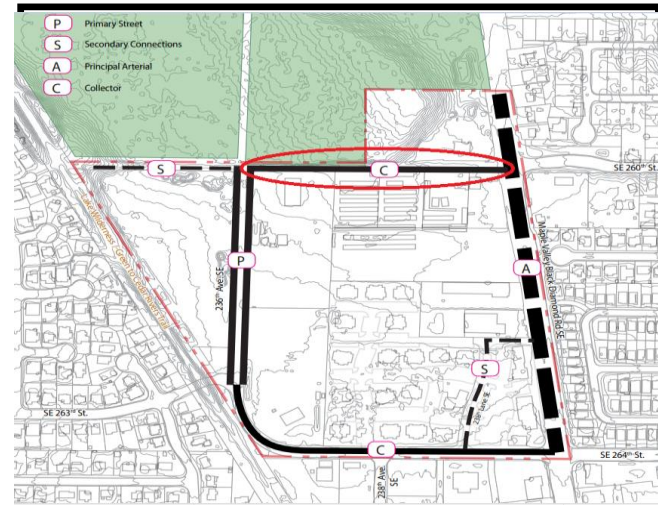 P Primary Street
S Secondary Connections
A Principal Arterial
C Collector
S
C
SE 260th St.
P
236th Ave SE
A
Maple Valley Black Diamond Rd SE
S
SE 263rd St.
C
SE 264th St.
238th Ave
SE